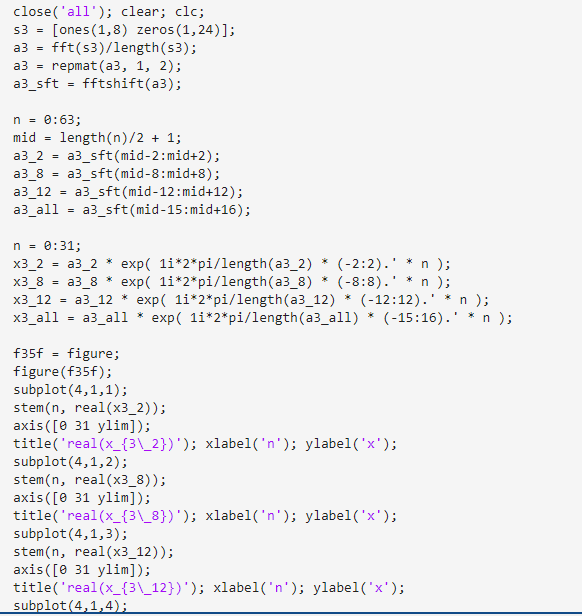 close('all'); clear; clc;
s3 = [ones(1,8) zeros(1,24)];
a3 = fft(s3)/length(s3);
a3 = repmat(a3, 1, 2);
a3_sft = fftshift(a3);
n = 0:63;
mid = length(n)/2 + 1;
a3_2 = a3_sft(mid-2:mid+2);
a3_8 = a3_sft(mid-8:mid+8);
a3_12 = a3_sft(mid-12:mid+12);
a3_all = a3_sft(mid-15:mid+16);
n = 0:31;
x3_2 = a3_2 * exp( 1i*2*pi/length(a3_2) * (-2:2).' * n );
x3_8 = a3_8 * exp( 1i*2*pi/length(a3_8) * (-8:8).' * n );
x3_12 = a3_12 * exp( 1i*2*pi/length(a3_12) * (-12:12).' * n );
x3_all = a3_all * exp( 1i*2*pi/length(a3_all) * (-15:16).' * n );
f35f = figure;
figure(f35f);
subplot(4,1,1);
stem(n, real(x3_2));
axis([0 31 ylim]);
title('real(x_{3\_2})'); xlabel('n'); ylabel('x');
subplot(4,1,2);
stem(n, real(x3_8));
axis([0 31 ylim]);
title('real(x_{3\_8})'); xlabel('n'); ylabel('x');
subplot(4,1,3);
stem(n, real(x3_12));
axis([0 31 ylim]);
title('real(x_{3\_12})'); xlabel('n'); ylabel('x');
subplot(4,1,4);